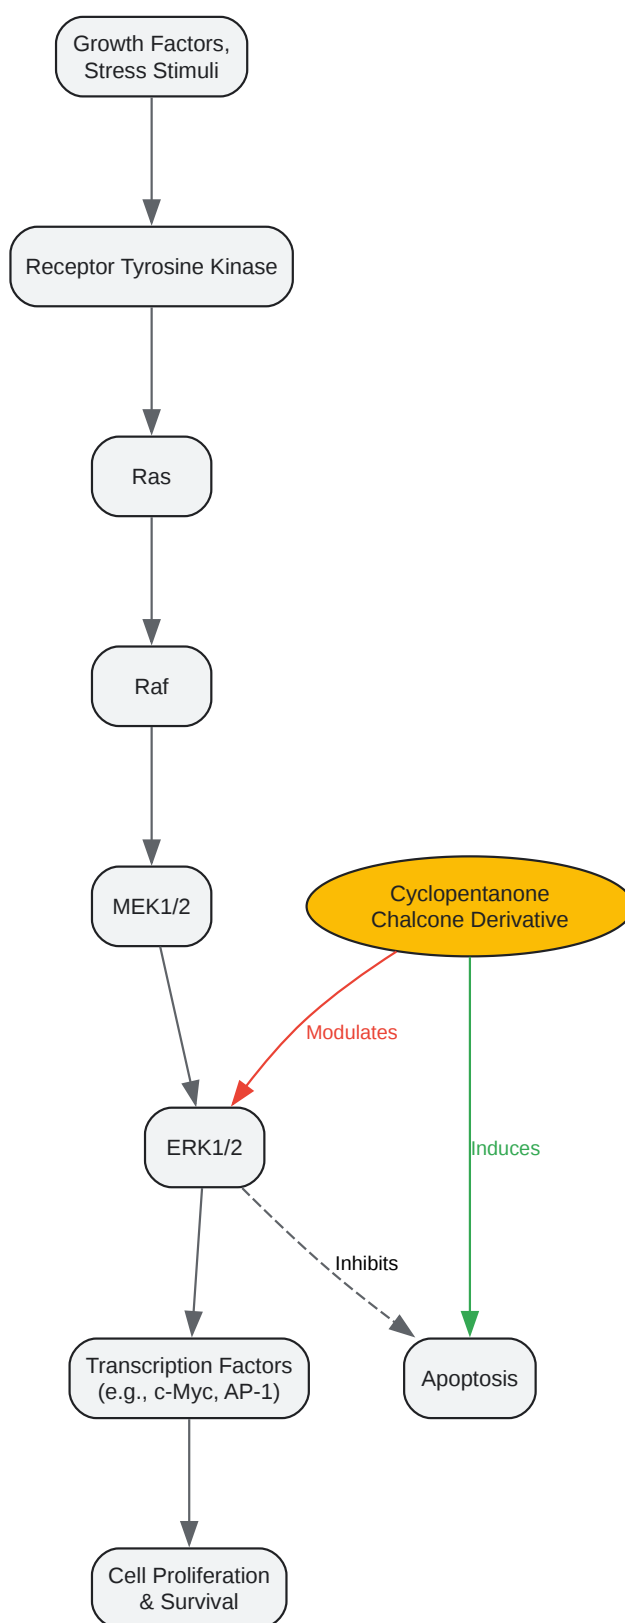 Growth Factors,
Stress Stimuli
Receptor Tyrosine Kinase
Ras
Raf
MEK1/2
Cyclopentanone
Chalcone Derivative
Modulates
ERK1/2
Induces
Inhibits
Transcription Factors
(e.g., c-Myc, AP-1)
Apoptosis
Cell Proliferation
& Survival